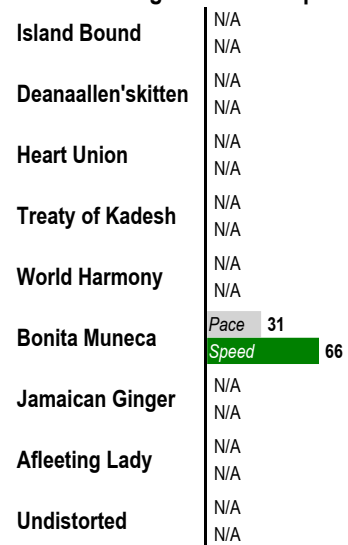 Island Bound
N/A
N/A
Deanaallen'skitten
N/A
N/A
Heart Union
N/A
N/A
Treaty of Kadesh
N/A
N/A
World Harmony
N/A
N/A
Bonita Muneca
Pace 31
Speed 66
Jamaican Ginger
N/A
N/A
Afleeting Lady
N/A
N/A
Undistorted
N/A
N/A